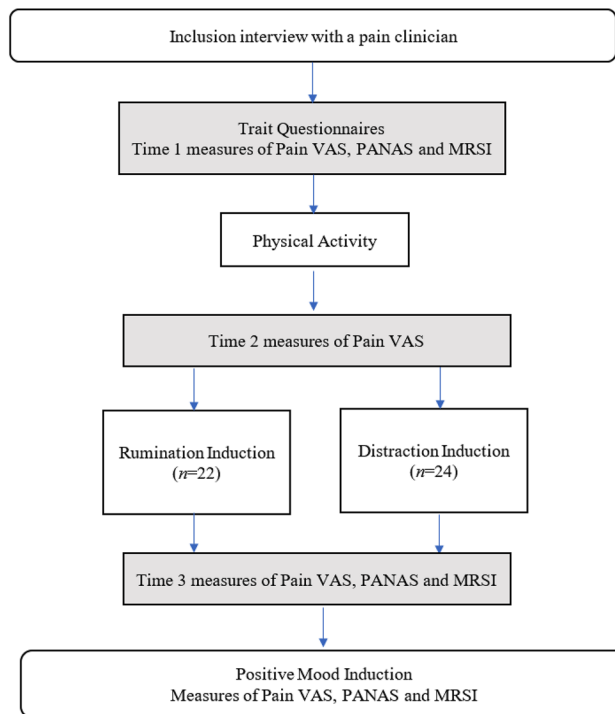 Inclusion interview with a pain clinician
Trait Questionnaires
Time 1 measures of Pain VAS, PANAS and MRSI
Physical Activity
Time 2 measures of Pain VAS
Rumination Induction
(n=22)
Distraction Induction
(n=24)
Time 3 measures of Pain VAS, PANAS and MRSI
Positive Mood Induction
Measures of Pain VAS, PANAS and MRSI